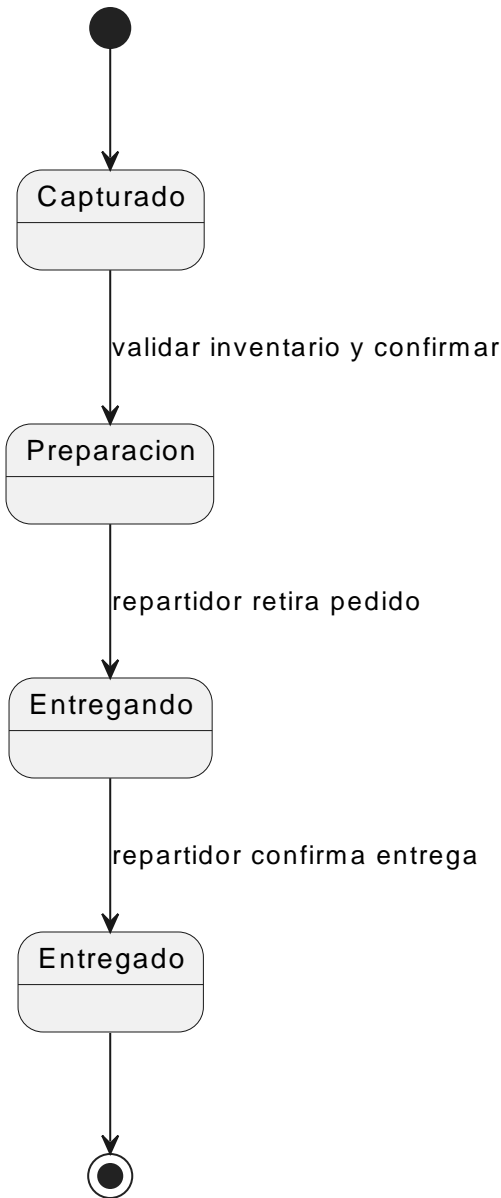 Capturado
validar inventario y confirmar
Preparacion
repartidor retira pedido
Entregando
repartidor confirma entrega
Entregado